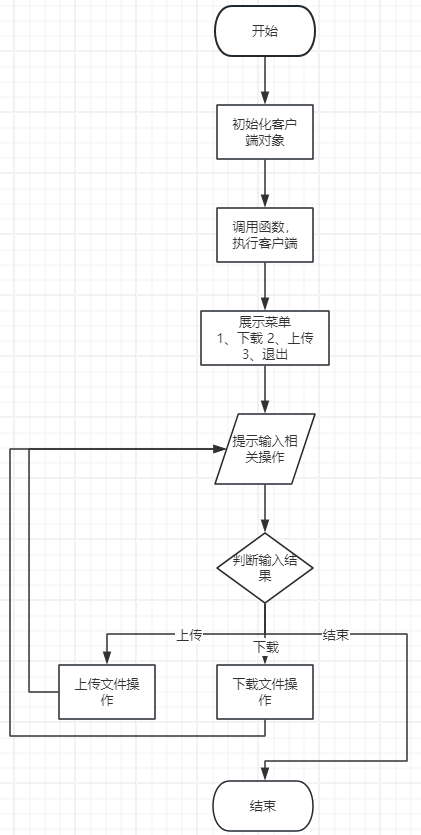 开始
初始化客户
端对象
调用函数，
执行客户端
展示菜单
1、下载 2、上传
3、退出
提示输入相
关操作
判断输入结
果
上传
下载
结束
上传文件操
作
下载文件操
作
结束